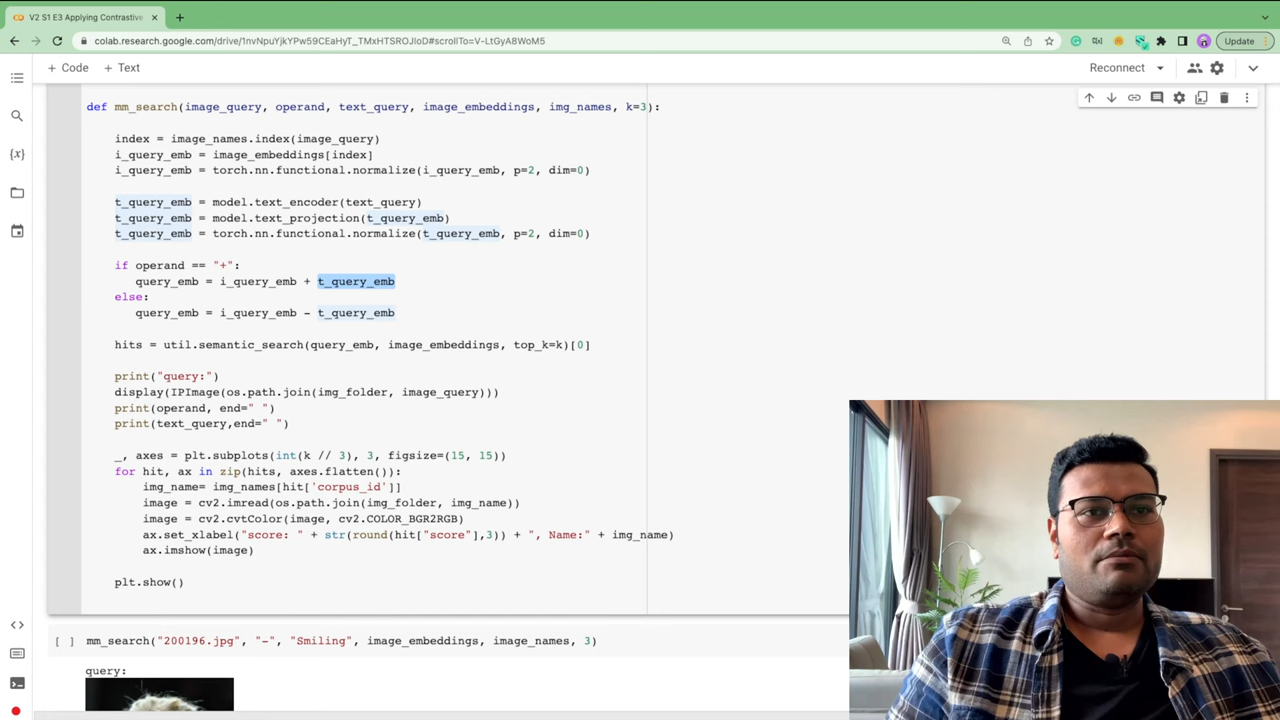 V2 S1 E3 Applying Contrastive
colab.research.google.com/drive/1nvNpuYjkYPw59CEaHyT_TMxHTSROJIoD#scrollTo=V-LtGyA8WoM5
Update
+ Code + Text
Reconnect
def mm_search(image_query, operand, text_query, image_embeddings, img_names, k=3):
index = image_names.index(image_query)
i_query_emb = image_embeddings[index]
i_query_emb = torch.nn.functional.normalize(i_query_emb, p=2, dim=0)
t_query_emb = model.text_encoder(text_query)
t_query_emb = model.text_projection(t_query_emb)
t_query_emb = torch.nn.functional.normalize(t_query_emb, p=2, dim=0)
if operand == "+":
query_emb = i_query_emb + t_query_emb
else:
query_emb = i_query_emb - t_query_emb
hits = util.semantic_search(query_emb, image_embeddings, top_k=k)[0]
print("query:")
display(IPImage(os.path.join(img_folder, image_query)))
print(operand, end=" ")
print(text_query,end=" ")
_, axes = plt.subplots(int(k // 3), 3, figsize=(15, 15))
for hit, ax in zip(hits, axes.flatten()):
img_name= img_names[hit['corpus_id']]
image = cv2.imread(os.path.join(img_folder, img_name))
image = cv2.cvtColor(image, cv2.COLOR_BGR2RGB)
ax.set_xlabel("score: " + str(round(hit["score"],3)) + ", Name:" + img_name)
ax.imshow(image)
plt.show()
[ ] mm_search("200196.jpg", "-", "Smiling", image_embeddings, image_names, 3)
query: